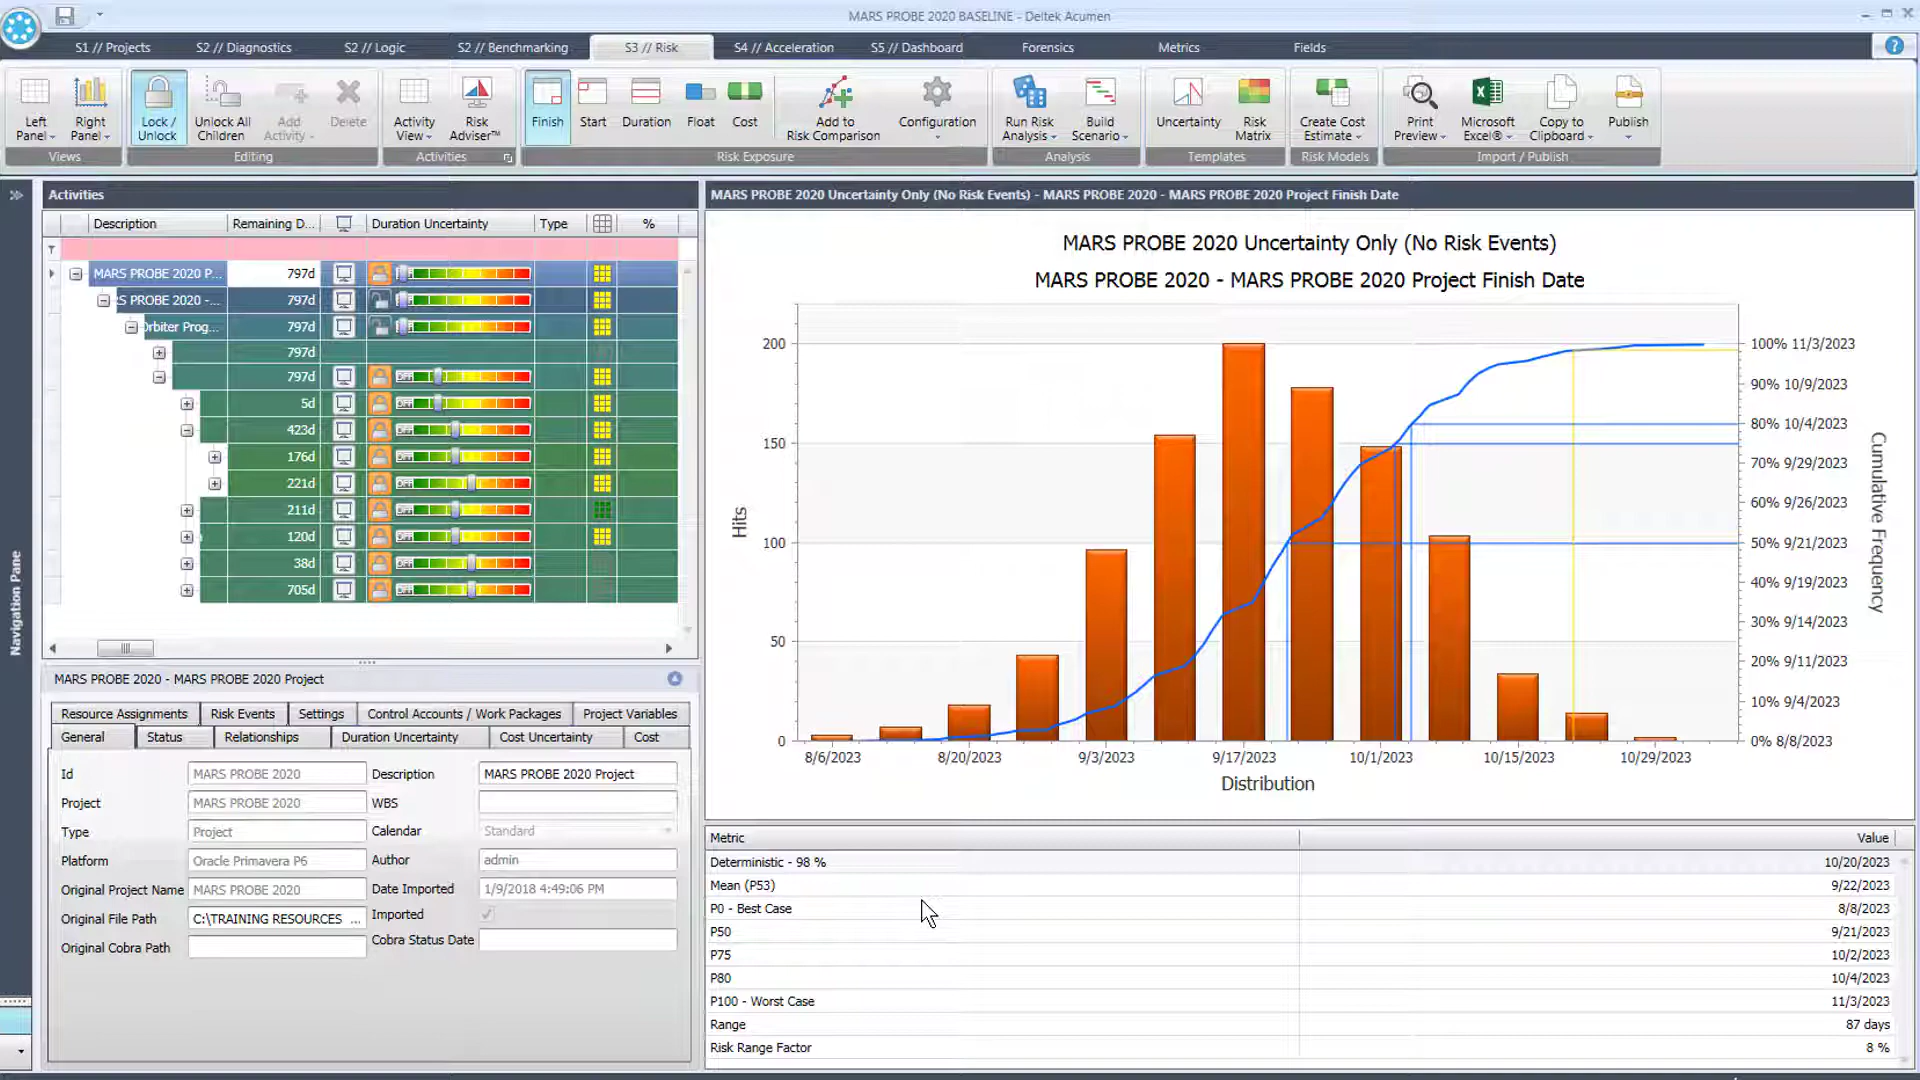 MARS PROBE 2020 BASELINE - Deltek Acumen
S1 // Projects
S2 // Diagnostics
S2 // Logic
S2 // Benchmarking
S3 // Risk
S4 // Acceleration
S5 // Dashboard
Forensics
Metrics
Fields
Left Panel
Right Panel
Lock / Unlock
Unlock All Children
Add Activity
Delete
Activity View
Risk Adviser™
Finish
Start
Duration
Float
Cost
Add to Risk Comparison
Configuration
Run Risk Analysis
Build Scenario
Uncertainty
Risk Matrix
Create Cost Estimate
Print Preview
Microsoft Excel®
Copy to Clipboard
Publish
Views
Editing
Activities
Risk Exposure
Analysis
Templates
Risk Models
Import / Publish
Navigation Pane
Activities
Description Remaining D... Duration Uncertainty Type %
MARS PROBE 2020 P... 797d
S PROBE 2020 -... 797d
Orbiter Prog... 797d
797d
797d OFF
5d OFF
423d OFF
176d OFF
221d OFF
211d OFF
120d OFF
38d OFF
705d OFF
MARS PROBE 2020 - MARS PROBE 2020 Project
Resource Assignments Risk Events Settings Control Accounts / Work Packages Project Variables
General Status Relationships Duration Uncertainty Cost Uncertainty Cost
Id MARS PROBE 2020 Description MARS PROBE 2020 Project
Project MARS PROBE 2020 WBS
Type Project Calendar Standard
Platform Oracle Primavera P6 Author admin
Original Project Name MARS PROBE 2020 Date Imported 1/9/2018 4:49:06 PM
Original File Path C:\TRAINING RESOURCES ... Imported
Original Cobra Path Cobra Status Date
MARS PROBE 2020 Uncertainty Only (No Risk Events) - MARS PROBE 2020 - MARS PROBE 2020 Project Finish Date
MARS PROBE 2020 Uncertainty Only (No Risk Events)
MARS PROBE 2020 - MARS PROBE 2020 Project Finish Date
Hits
200
150
100
50
0
8/6/2023 8/20/2023 9/3/2023 9/17/2023 10/1/2023 10/15/2023 10/29/2023
Distribution
100% 11/3/2023
90% 10/9/2023
80% 10/4/2023
70% 9/29/2023
60% 9/26/2023
50% 9/21/2023
40% 9/19/2023
30% 9/14/2023
20% 9/11/2023
10% 9/4/2023
0% 8/8/2023
Cumulative Frequency
Metric Value
Deterministic - 98 % 10/20/2023
Mean (P53) 9/22/2023
P0 - Best Case 8/8/2023
P50 9/21/2023
P75 10/2/2023
P80 10/4/2023
P100 - Worst Case 11/3/2023
Range 87 days
Risk Range Factor 8 %